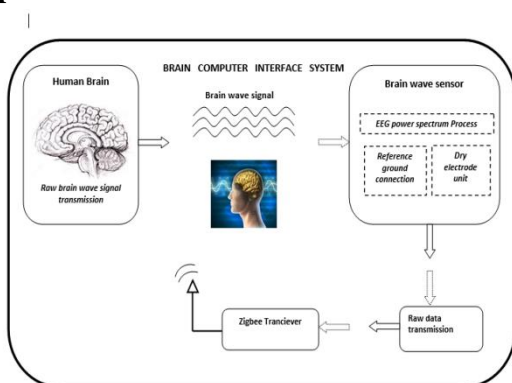 BRAIN COMPUTER INTERFACE SYSTEM
Human Brain
Raw brain wave signal
transmission
Brain wave signal
Brain wave sensor
EEG power spectrum Process
Reference
ground
connection
Dry
electrode
unit
Zigbee Tranciever
Raw data
transmission